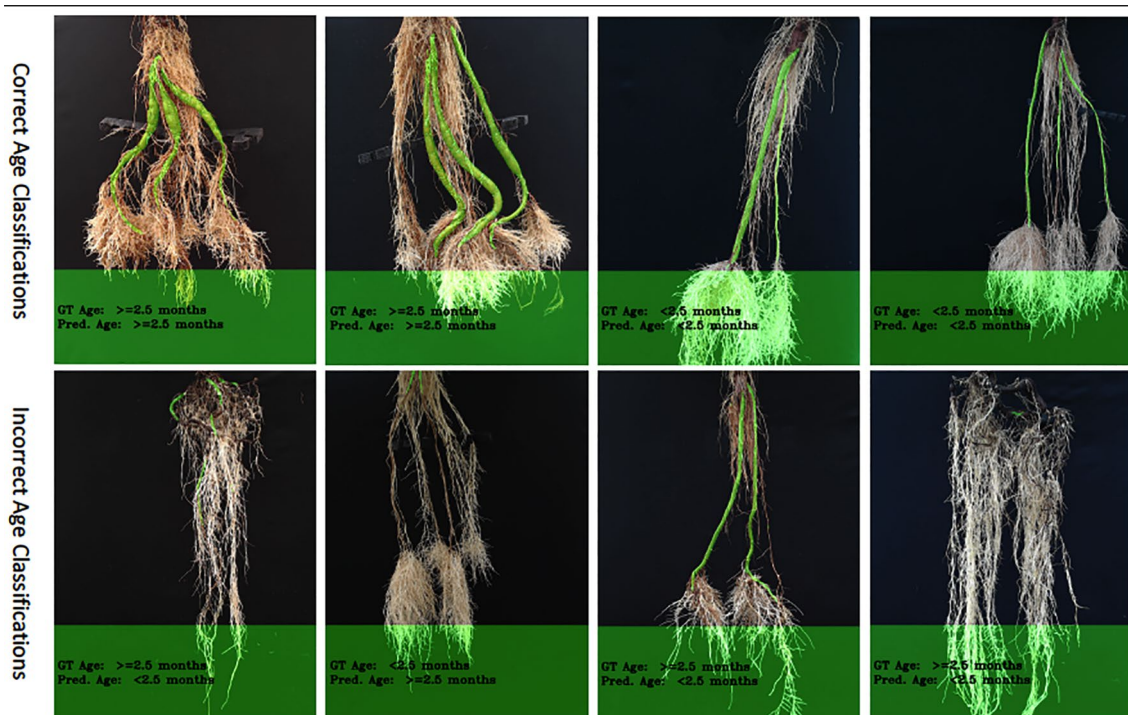 Correct Age Classifications
GT Age: >=2.5 months
Pred. Age: >=2.5 months
GT Age: >=2.5 months
Pred. Age: >=2.5 months
GT Age: <2.5 months
Pred. Age: <2.5 months
GT Age: <2.5 months
Pred. Age: <2.5 months
Incorrect Age Classifications
GT Age: >=2.5 months
Pred. Age: <2.5 months
GT Age: <2.5 months
Pred. Age: >=2.5 months
GT Age: >=2.5 months
Pred. Age: <2.5 months
GT Age: >=2.5 months
Pred. Age: <2.5 months